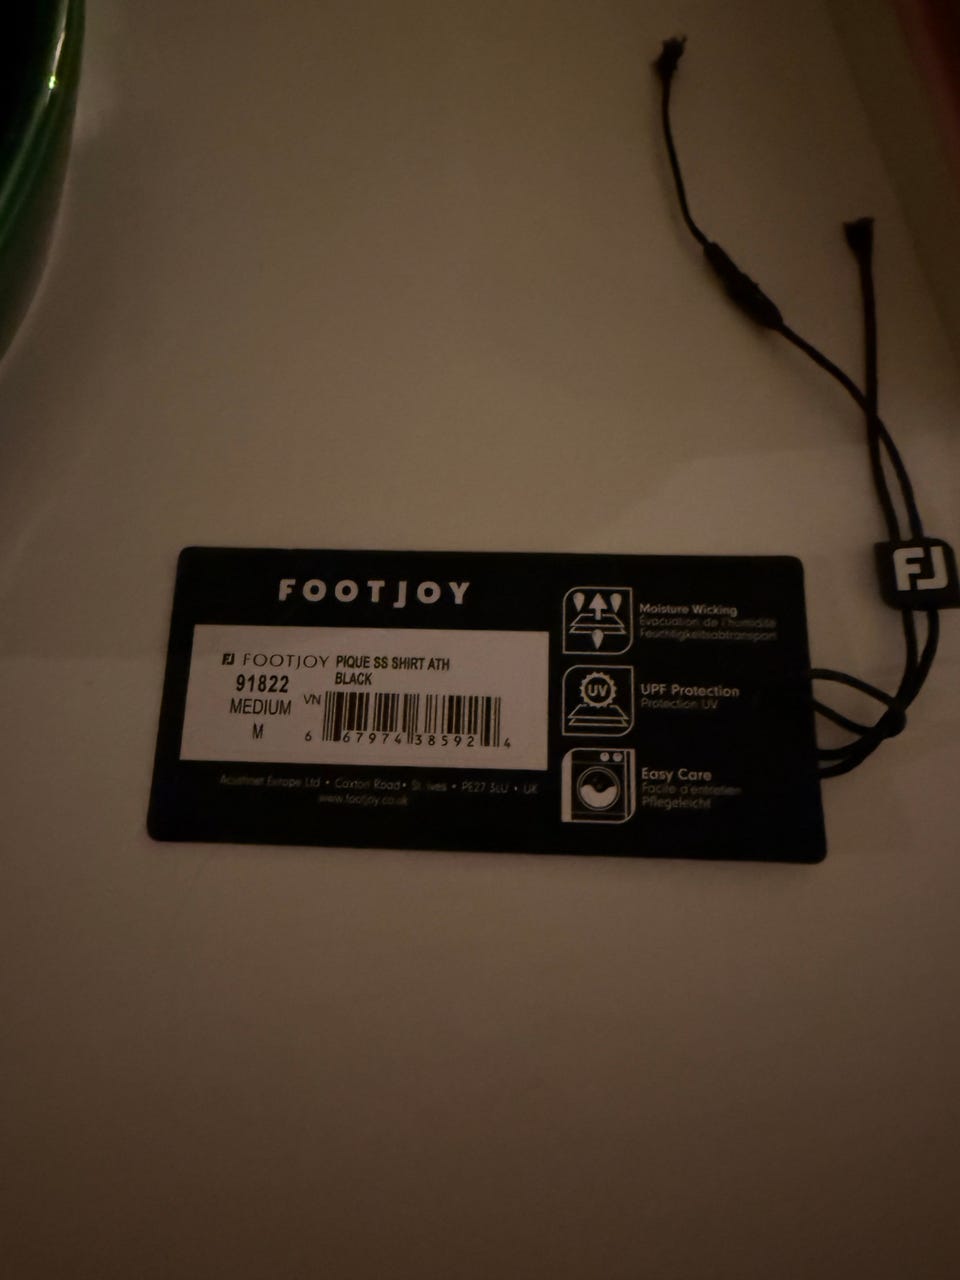 FOOTJOY
FJ FOOTJOY PIQUE SS SHIRT ATH
BLACK
91822
MEDIUM
M
VN
6 67974 38592 4
Acushnet Europe Ltd • Caxton Road • St. Ives • PE27 3LU • UK
www.footjoy.co.uk
Moisture Wicking
Évacuation de l'humidité
Feuchtigkeitsabtransport
UV
UPF Protection
Protection UV
Easy Care
Facile d'entretien
Pflegeleicht
FJ